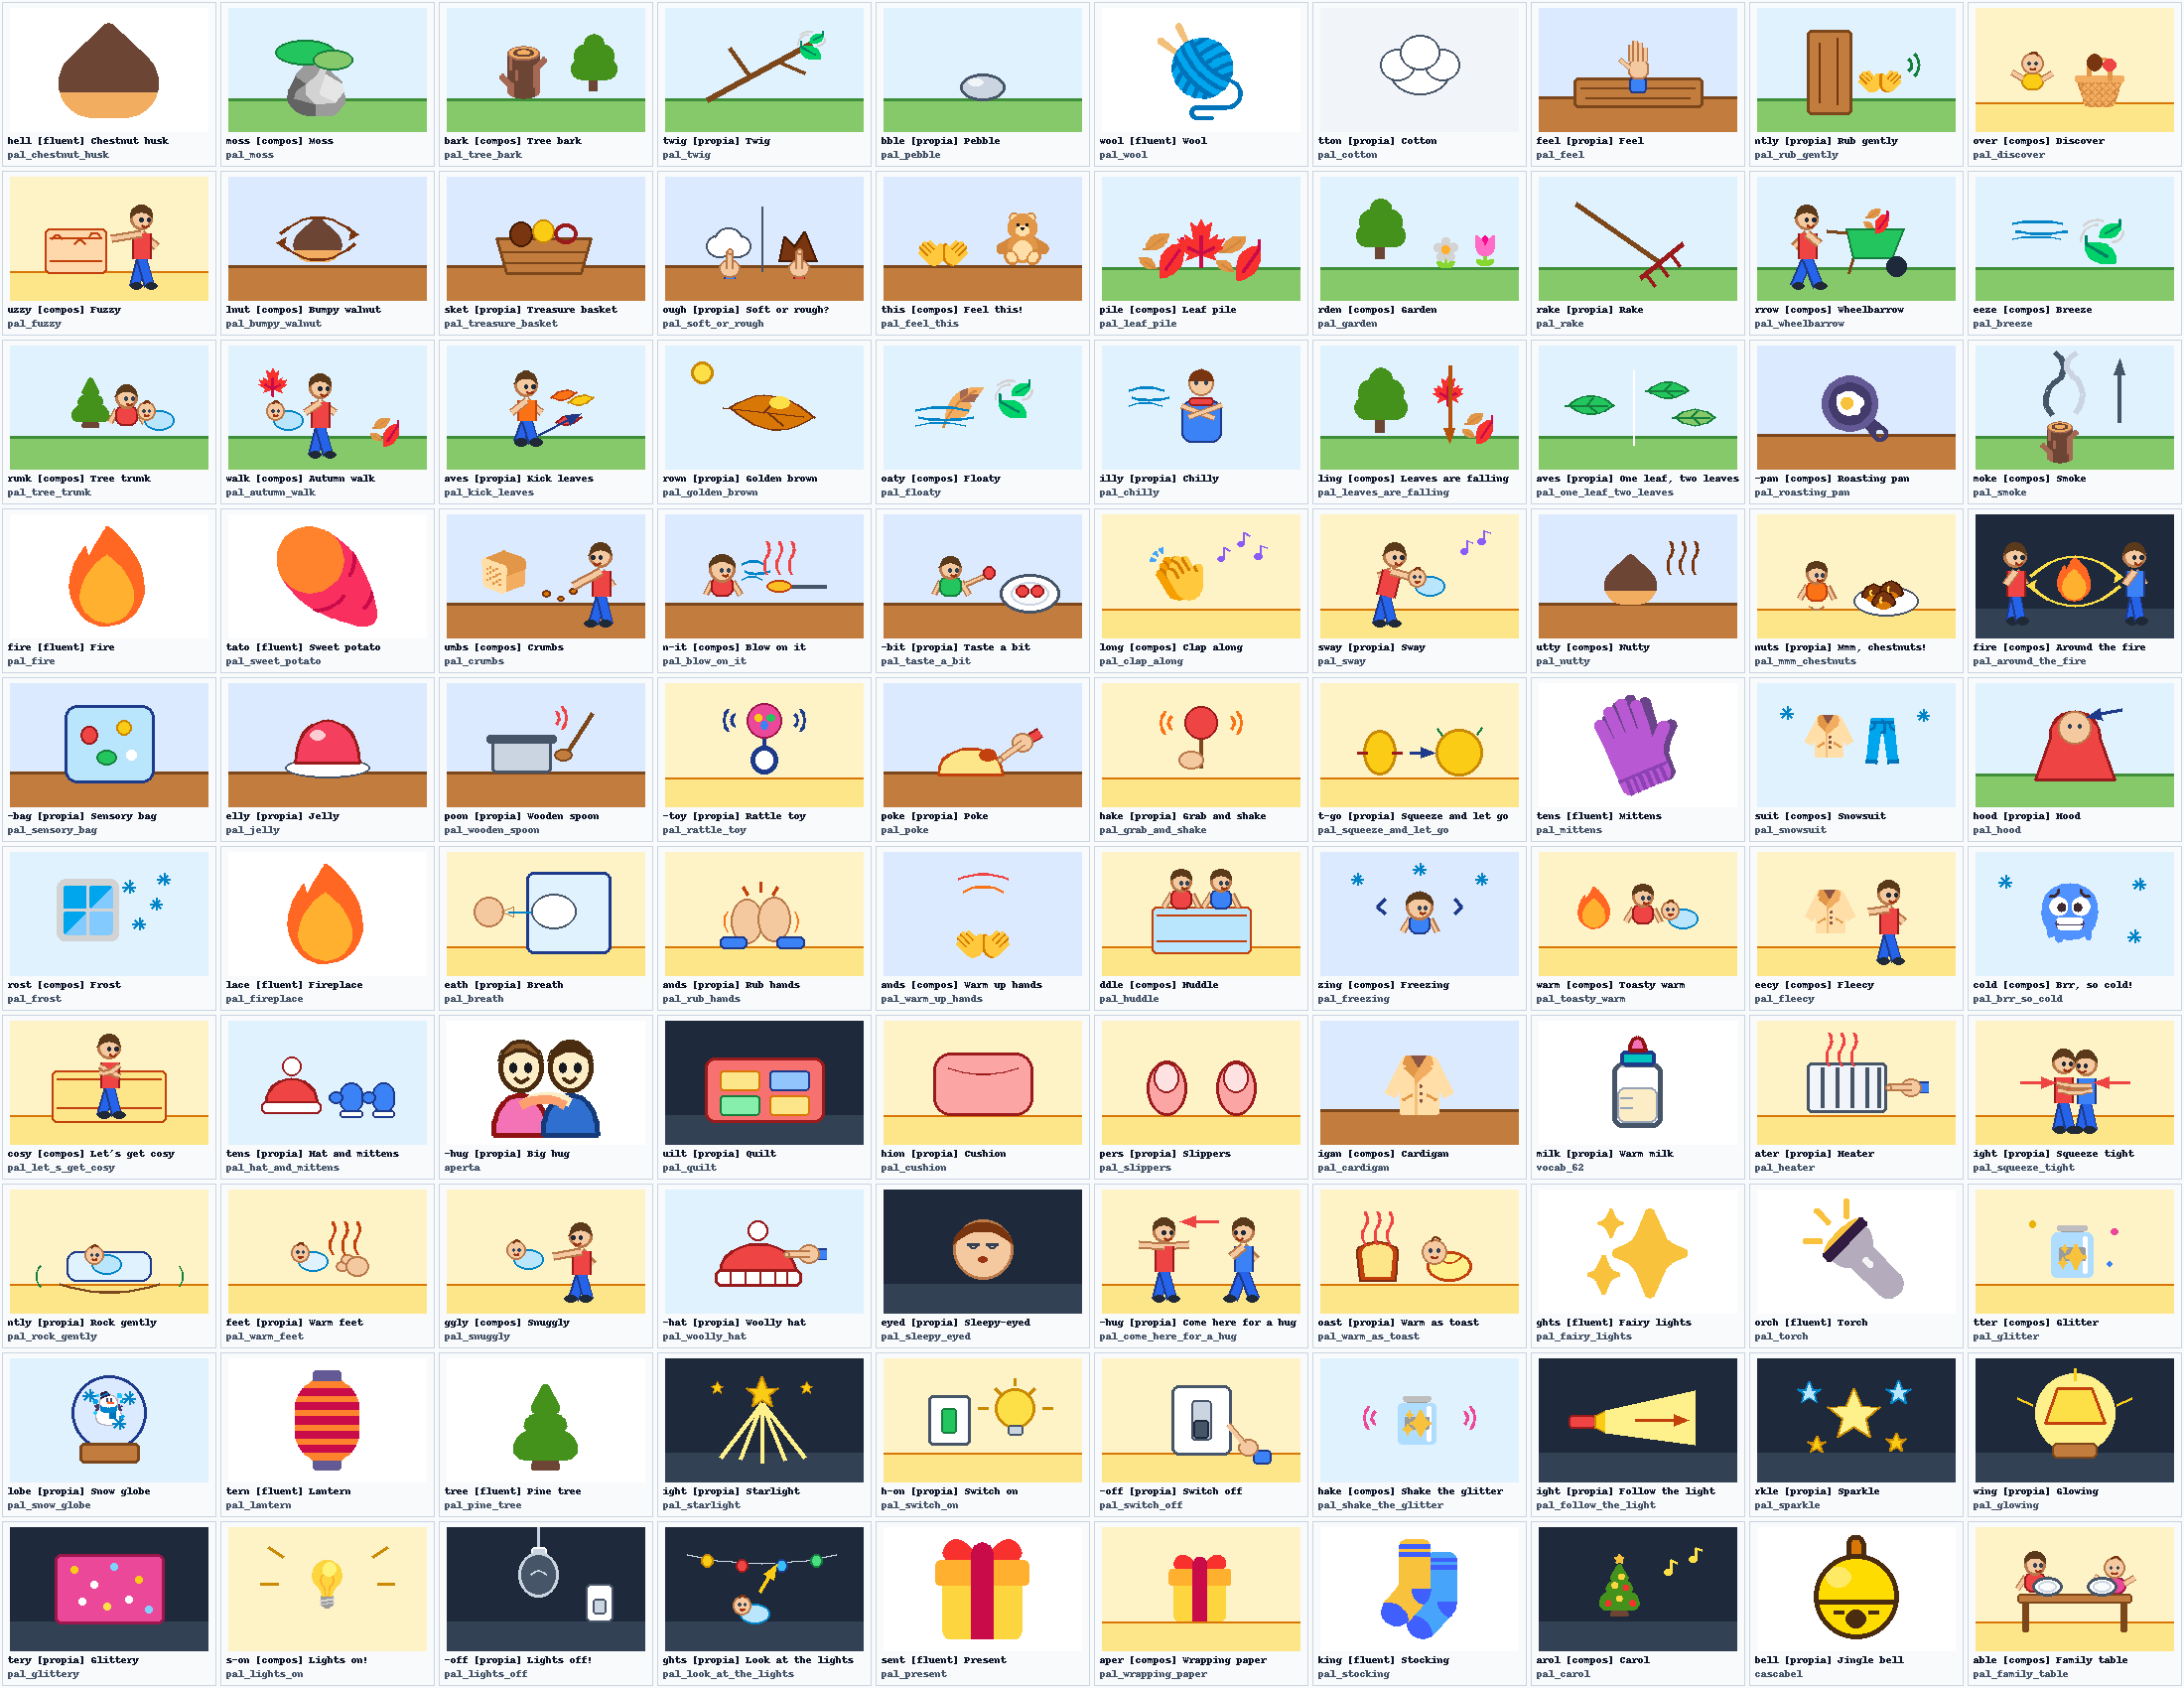 hell [fluent] Chestnut husk
pal_chestnut_husk
moss [compos] Moss
pal_moss
bark [compos] Tree bark
pal_tree_bark
twig [propia] Twig
pal_twig
bble [propia] Pebble
pal_pebble
wool [fluent] Wool
pal_wool
tton [propia] Cotton
pal_cotton
feel [propia] Feel
pal_feel
ntly [propia] Rub gently
pal_rub_gently
over [compos] Discover
pal_discover
uzzy [compos] Fuzzy
pal_fuzzy
lnut [compos] Bumpy walnut
pal_bumpy_walnut
sket [propia] Treasure basket
pal_treasure_basket
ough [propia] Soft or rough?
pal_soft_or_rough
this [compos] Feel this!
pal_feel_this
pile [compos] Leaf pile
pal_leaf_pile
rden [compos] Garden
pal_garden
rake [propia] Rake
pal_rake
rrow [compos] Wheelbarrow
pal_wheelbarrow
eeze [compos] Breeze
pal_breeze
runk [compos] Tree trunk
pal_tree_trunk
walk [compos] Autumn walk
pal_autumn_walk
aves [compos] Kick leaves
pal_kick_leaves
rown [propia] Golden brown
pal_golden_brown
oaty [compos] Floaty
pal_floaty
illy [propia] Chilly
pal_chilly
ling [compos] Leaves are falling
pal_leaves_are_falling
aves [propia] One leaf, two leaves
pal_one_leaf_two_leaves
-pan [compos] Roasting pan
pal_roasting_pan
moke [compos] Smoke
pal_smoke
fire [fluent] Fire
pal_fire
tato [fluent] Sweet potato
pal_sweet_potato
umbs [compos] Crumbs
pal_crumbs
n-it [compos] Blow on it
pal_blow_on_it
-bit [propia] Taste a bit
pal_taste_a_bit
long [compos] Clap along
pal_clap_along
sway [propia] Sway
pal_sway
utty [compos] Nutty
pal_nutty
nuts [propia] Mmm, chestnuts!
pal_mmm_chestnuts
fire [compos] Around the fire
pal_around_the_fire
-bag [propia] Sensory bag
pal_sensory_bag
elly [propia] Jelly
pal_jelly
poon [propia] Wooden spoon
pal_wooden_spoon
-toy [propia] Rattle toy
pal_rattle_toy
poke [propia] Poke
pal_poke
hake [propia] Grab and shake
pal_grab_and_shake
t-go [propia] Squeeze and let go
pal_squeeze_and_let_go
tens [fluent] Mittens
pal_mittens
suit [compos] Snowsuit
pal_snowsuit
hood [propia] Hood
pal_hood
rost [compos] Frost
pal_frost
lace [fluent] Fireplace
pal_fireplace
eath [propia] Breath
pal_breath
ands [propia] Rub hands
pal_rub_hands
ands [compos] Warm up hands
pal_warm_up_hands
ddle [compos] Huddle
pal_huddle
zing [compos] Freezing
pal_freezing
warm [compos] Toasty warm
pal_toasty_warm
eecy [compos] Fleecy
pal_fleecy
cold [compos] Brr, so cold!
pal_brr_so_cold
cosy [compos] Let's get cosy
pal_let_s_get_cosy
tens [propia] Hat and mittens
pal_hat_and_mittens
-hug [propia] Big hug
aperta
uilt [propia] Quilt
pal_quilt
hion [propia] Cushion
pal_cushion
pers [propia] Slippers
pal_slippers
igan [compos] Cardigan
pal_cardigan
milk [propia] Warm milk
vocab_62
ater [propia] Heater
pal_heater
ight [propia] Squeeze tight
pal_squeeze_tight
ntly [propia] Rock gently
pal_rock_gently
feet [propia] Warm feet
pal_warm_feet
ggly [compos] Snuggly
pal_snuggly
-hat [propia] Woolly hat
pal_woolly_hat
eyed [propia] Sleepy-eyed
pal_sleepy_eyed
-hug [propia] Come here for a hug
pal_come_here_for_a_hug
oast [propia] Warm as toast
pal_warm_as_toast
ghts [fluent] Fairy lights
pal_fairy_lights
orch [fluent] Torch
pal_torch
tter [compos] Glitter
pal_glitter
lobe [propia] Snow globe
pal_snow_globe
tern [fluent] Lantern
pal_lantern
tree [fluent] Pine tree
pal_pine_tree
ight [propia] Starlight
pal_starlight
h-on [propia] Switch on
pal_switch_on
-off [propia] Switch off
pal_switch_off
hake [compos] Shake the glitter
pal_shake_the_glitter
ight [propia] Follow the light
pal_follow_the_light
rkle [propia] Sparkle
pal_sparkle
wing [propia] Glowing
pal_glowing
tery [propia] Glittery
pal_glittery
s-on [compos] Lights on!
pal_lights_on
-off [propia] Lights off!
pal_lights_off
ghts [propia] Look at the lights
pal_look_at_the_lights
sent [fluent] Present
pal_present
aper [compos] Wrapping paper
pal_wrapping_paper
king [fluent] Stocking
pal_stocking
arol [compos] Carol
pal_carol
bell [propia] Jingle bell
cascabel
able [compos] Family table
pal_family_table